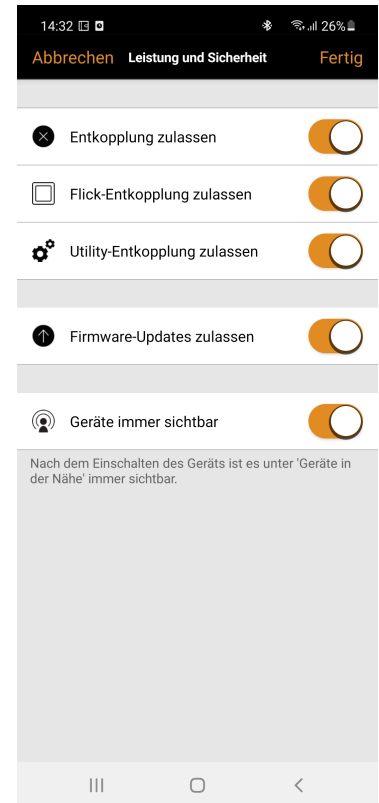 14:32 26%
Abbrechen Leistung und Sicherheit Fertig
Entkopplung zulassen
Flick-Entkopplung zulassen
Utility-Entkopplung zulassen
Firmware-Updates zulassen
Geräte immer sichtbar
Nach dem Einschalten des Geräts ist es unter 'Geräte in
der Nähe' immer sichtbar.